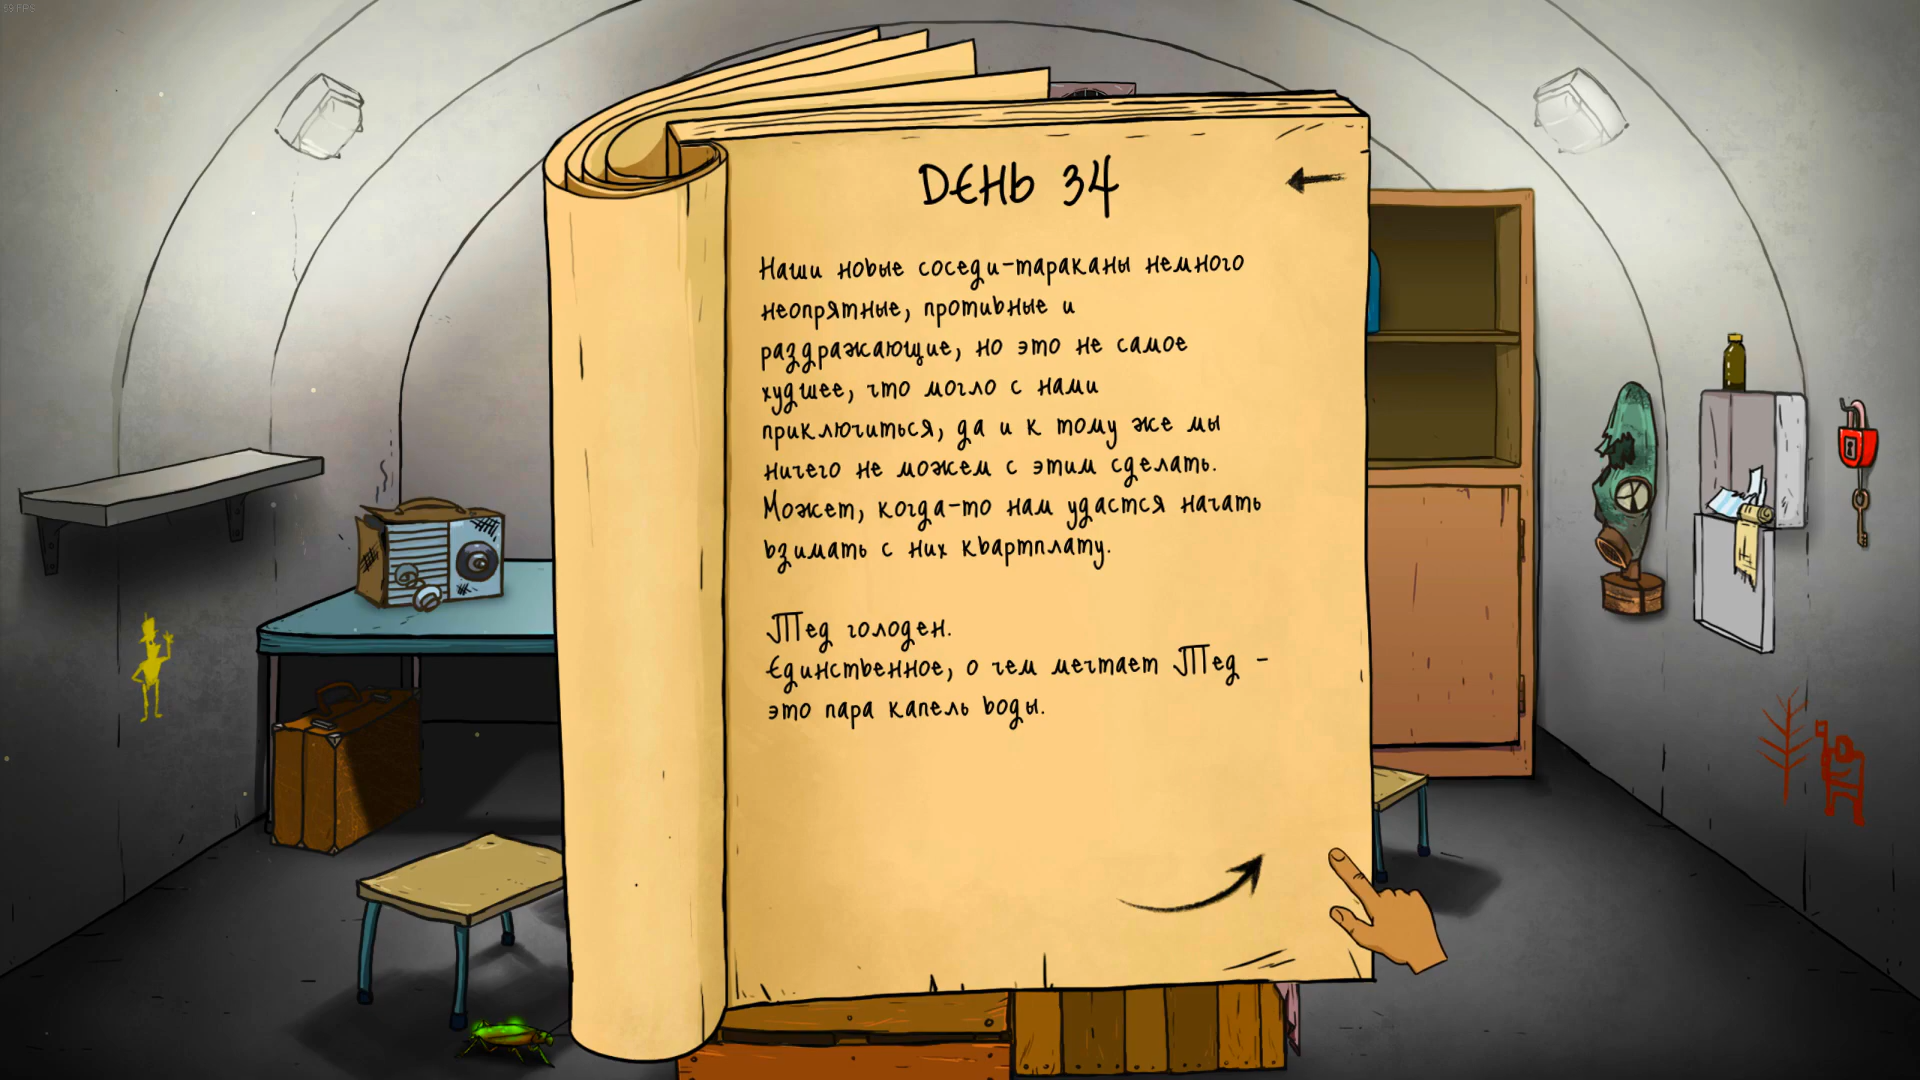 59 FPS
ДЕНЬ 34
Наши новые соседи-тараканы немного
неопрятные, противные и
раздражающие, но это не самое
худшее, что могло с нами
приключиться, да и к тому же мы
ничего не можем с этим сделать.
Может, когда-то нам удастся начать
взимать с них квартплату.
Тед голоден.
Единственное, о чем мечтает Тед -
это пара капель воды.